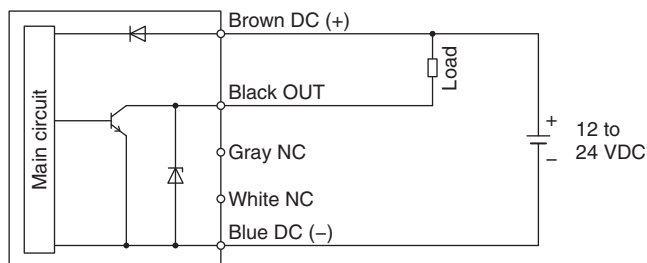 Brown DC (+)
Main circuit
Load
Black OUT
+
12 to
24 VDC
−
Gray NC
White NC
Blue DC (−)